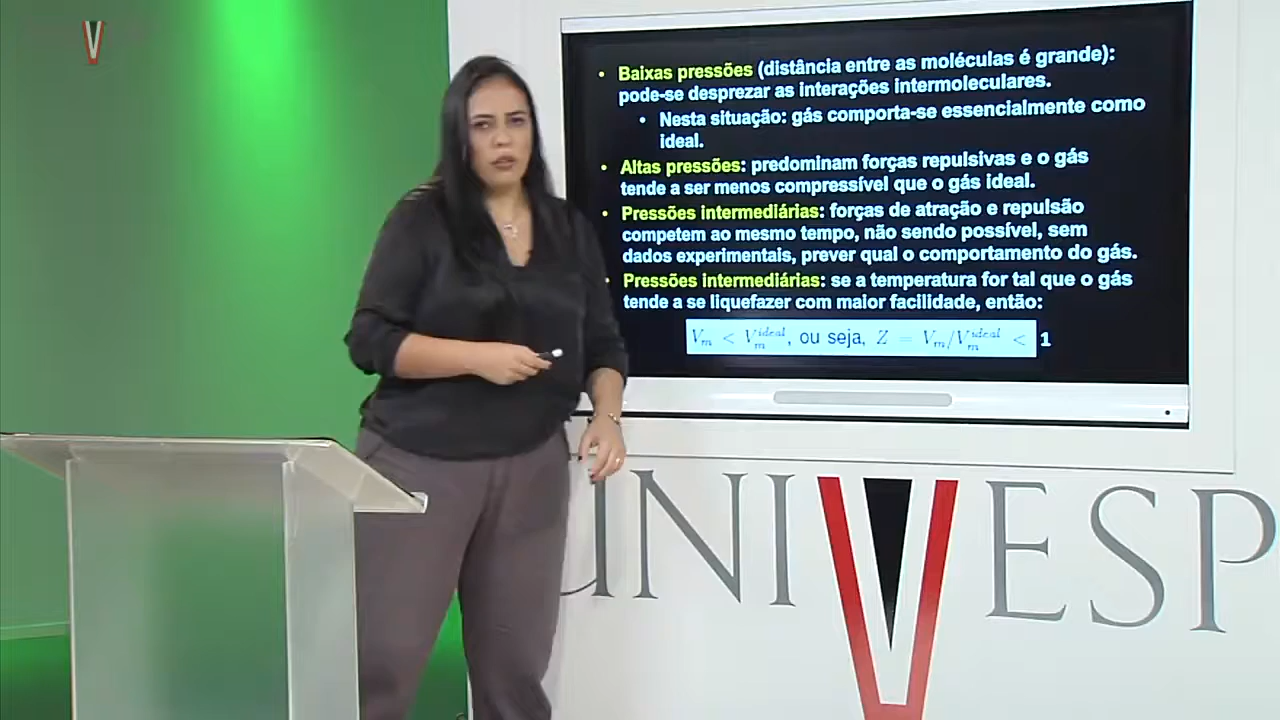 V
• Baixas pressões (distância entre as moléculas é grande):
pode-se desprezar as interações intermoleculares.
• Nesta situação: gás comporta-se essencialmente como
ideal.
• Altas pressões: predominam forças repulsivas e o gás
tende a ser menos compressível que o gás ideal.
• Pressões intermediárias: forças de atração e repulsão
competem ao mesmo tempo, não sendo possível, sem
dados experimentais, prever qual o comportamento do gás.
• Pressões intermediárias: se a temperatura for tal que o gás
tende a se liquefazer com maior facilidade, então:
V_m < V_m^ideal, ou seja, Z = V_m/V_m^ideal < 1
UNIVESP